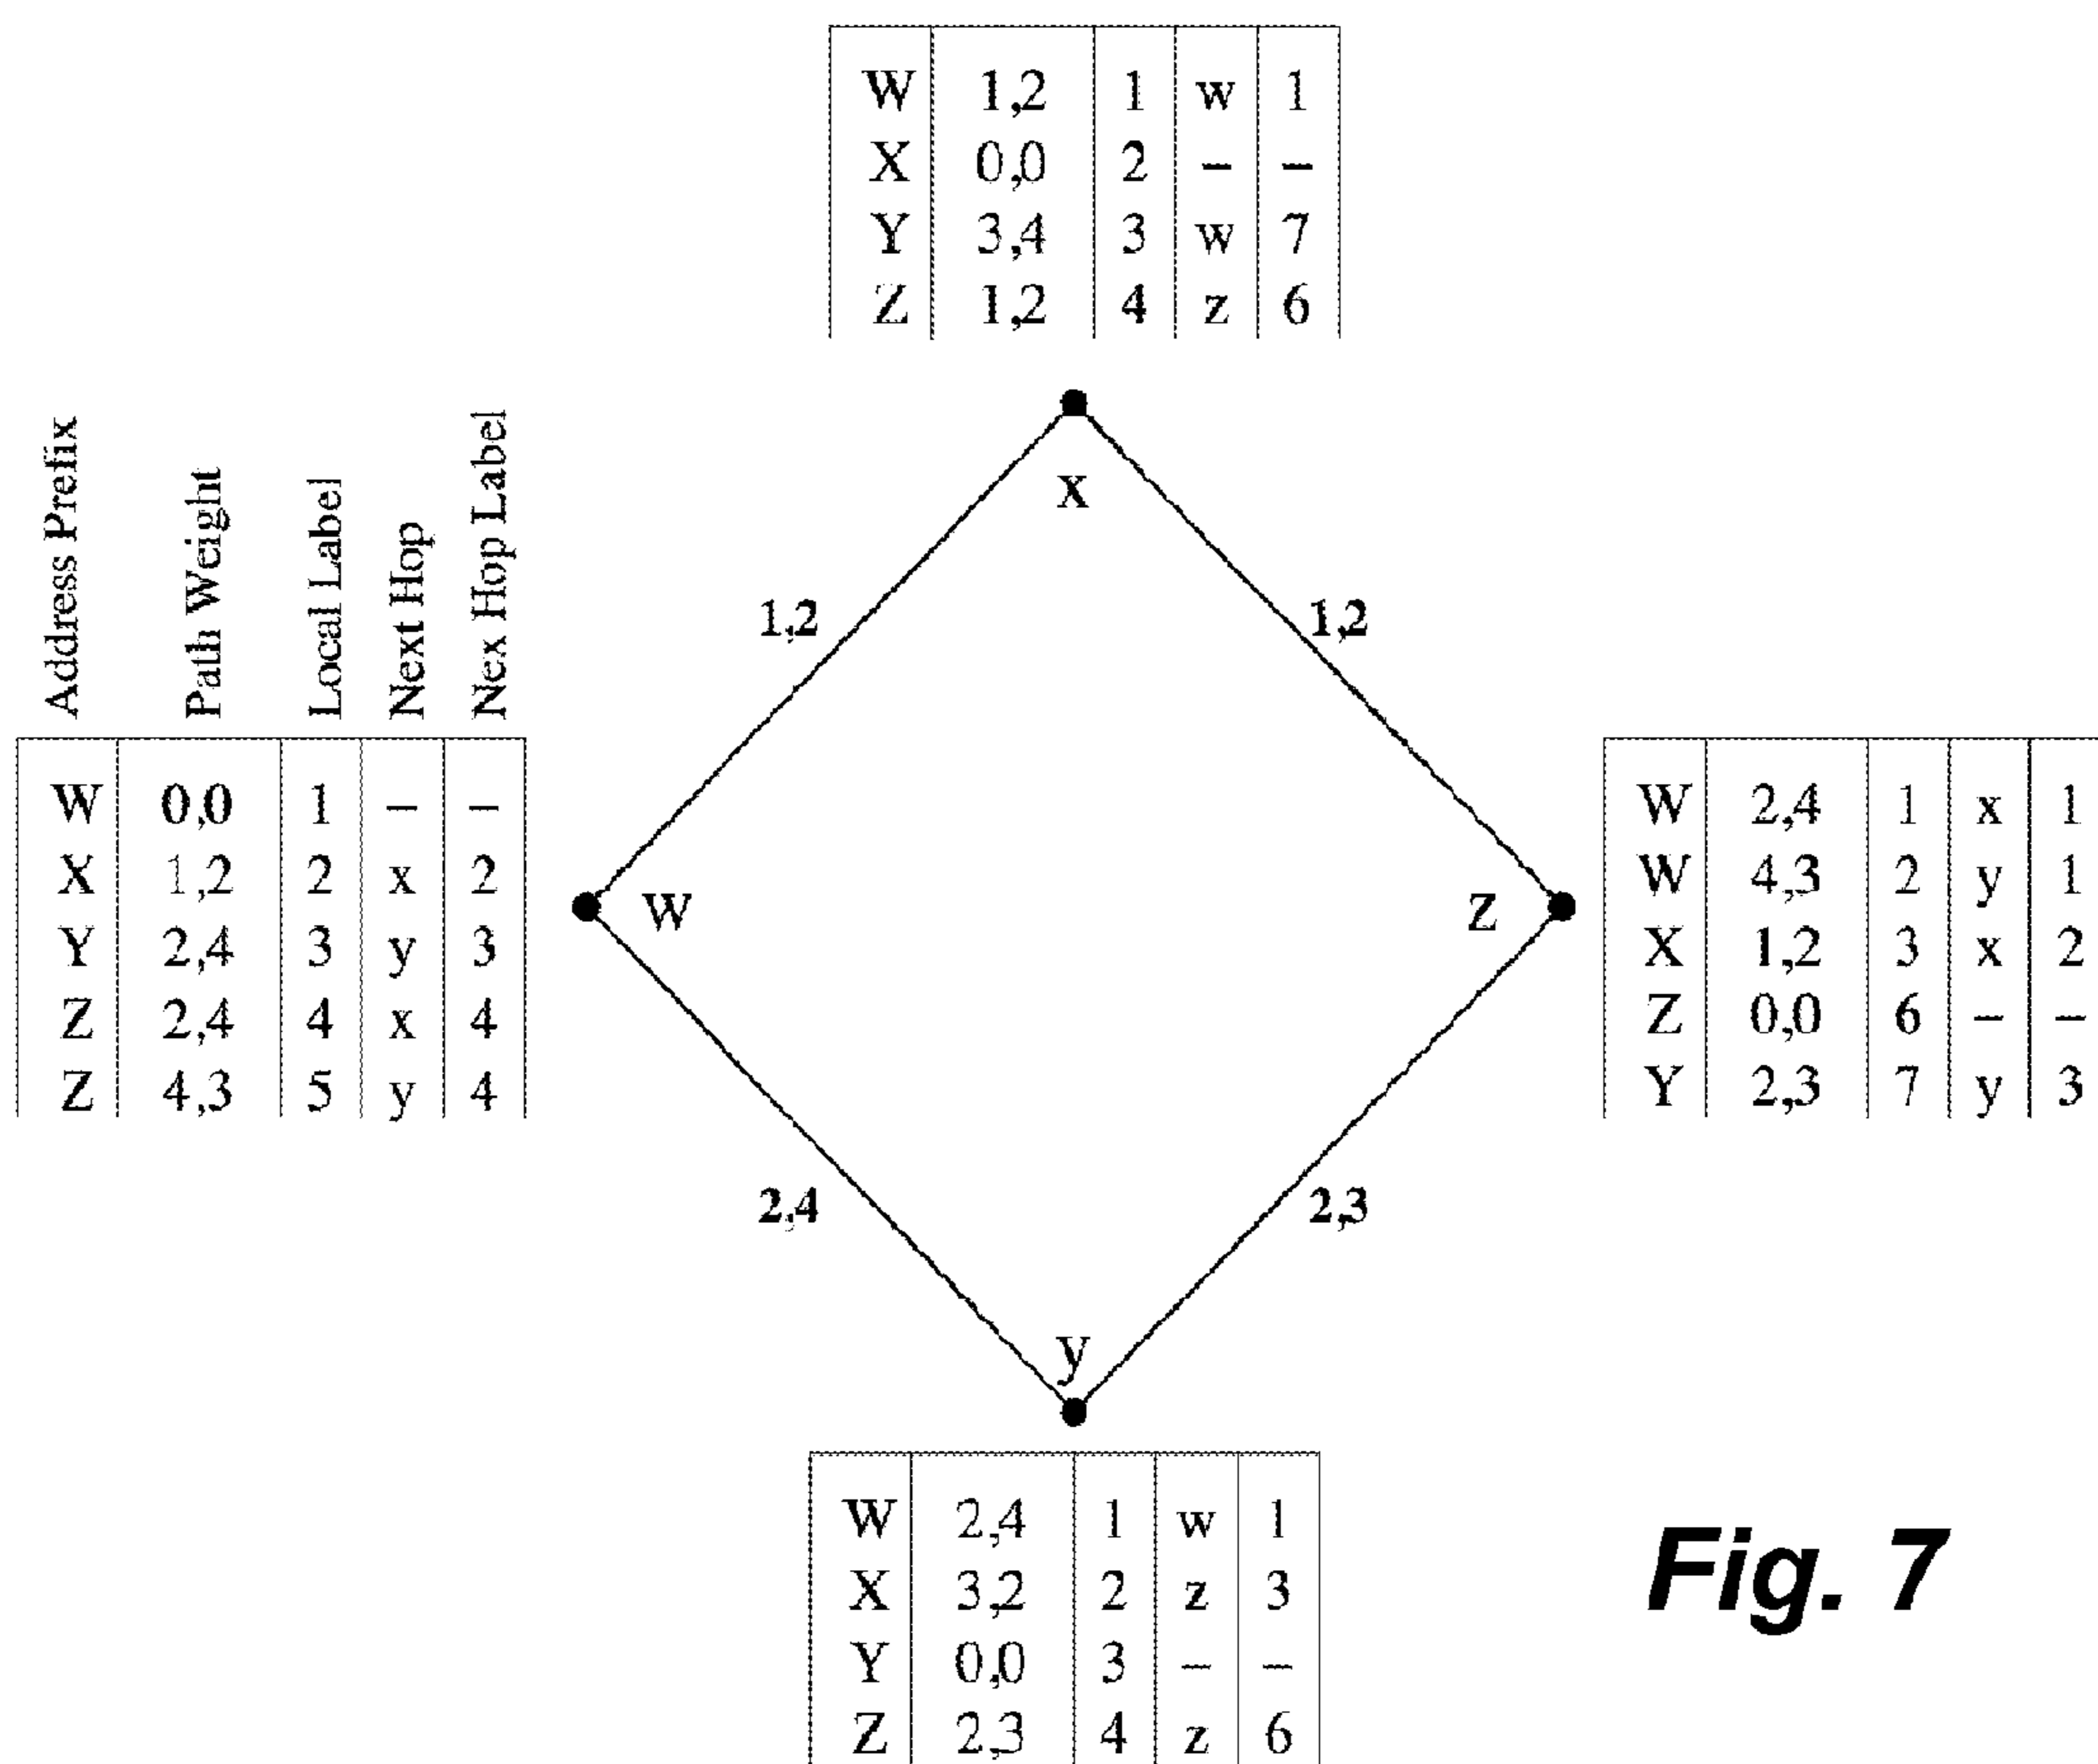 W 1,2 1 w 1
X 0,0 2 – –
Y 3,4 3 w 7
Z 1,2 4 z 6
Address Prefix
Path Weight
Local Label
Next Hop
Nex Hop Label
x
1,2
1,2
W 0,0 1 – –
X 1,2 2 x 2
Y 2,4 3 y 3
Z 2,4 4 x 4
Z 4,3 5 y 4
w
z
W 2,4 1 x 1
W 4,3 2 y 1
X 1,2 3 x 2
Z 0,0 6 – –
Y 2,3 7 y 3
2,4
2,3
y
W 2,4 1 w 1
X 3,2 2 z 3
Y 0,0 3 – –
Z 2,3 4 z 6
Fig. 7